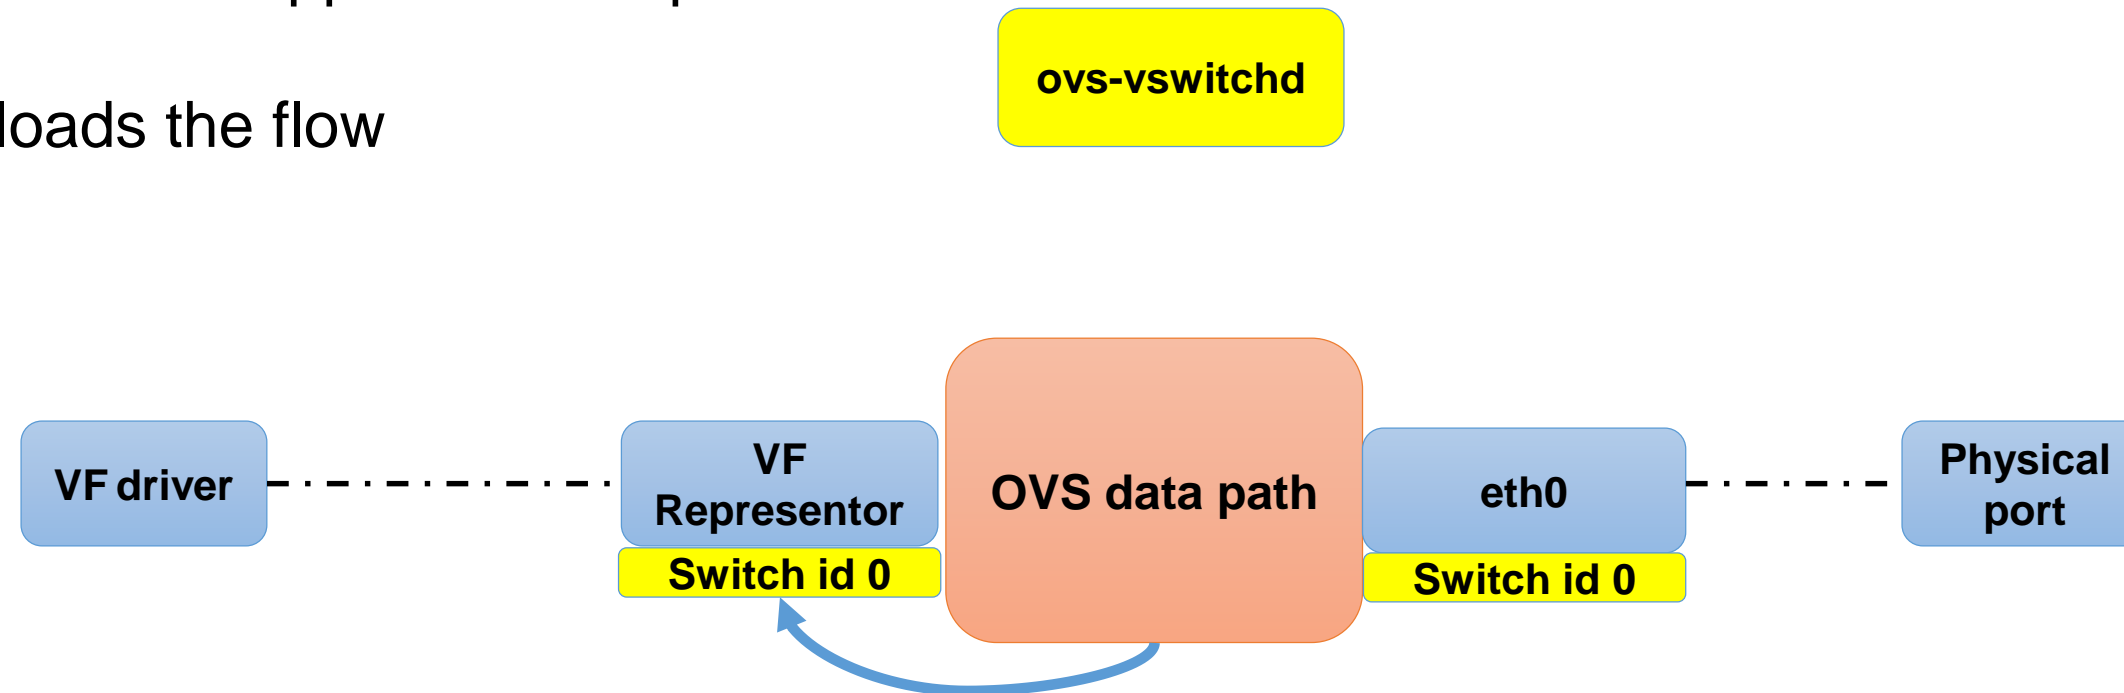 ovs-vswitchd
loads the flow
VF driver
VF
Representor
Switch id 0
OVS data path
eth0
Switch id 0
Physical
port